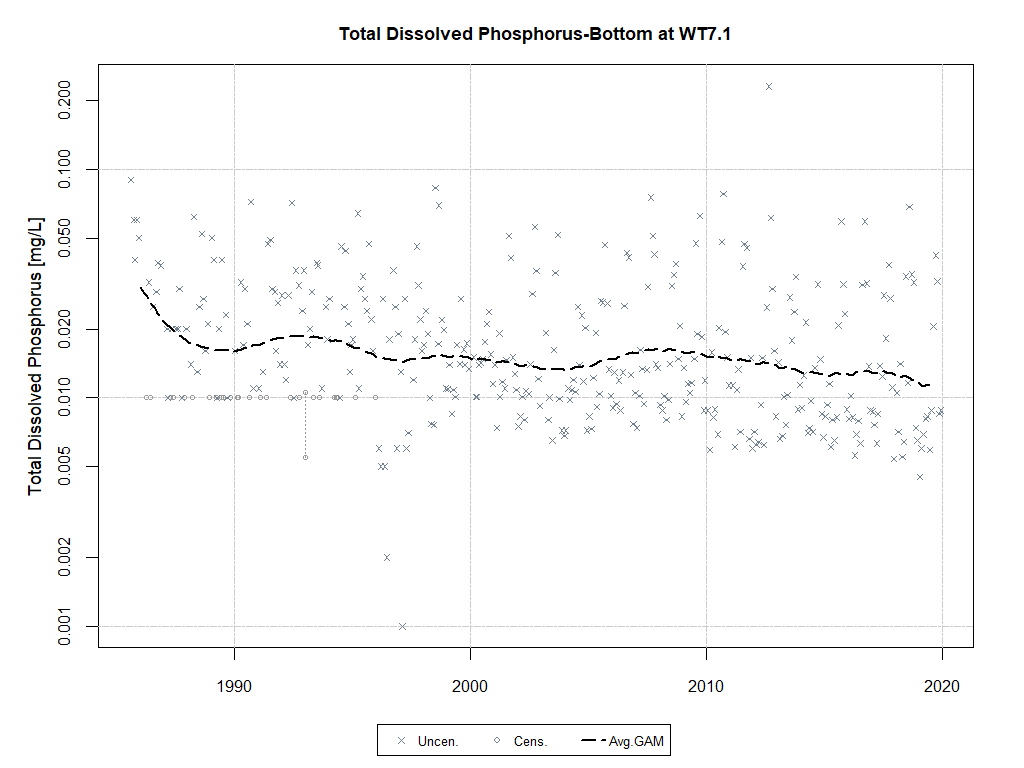 Total Dissolved Phosphorus-Bottom at WT7.1
Total Dissolved Phosphorus [mg/L]
0.200
0.100
0.050
0.020
0.010
0.005
0.002
0.001
1990 2000 2010 2020
Uncen. Cens. Avg.GAM